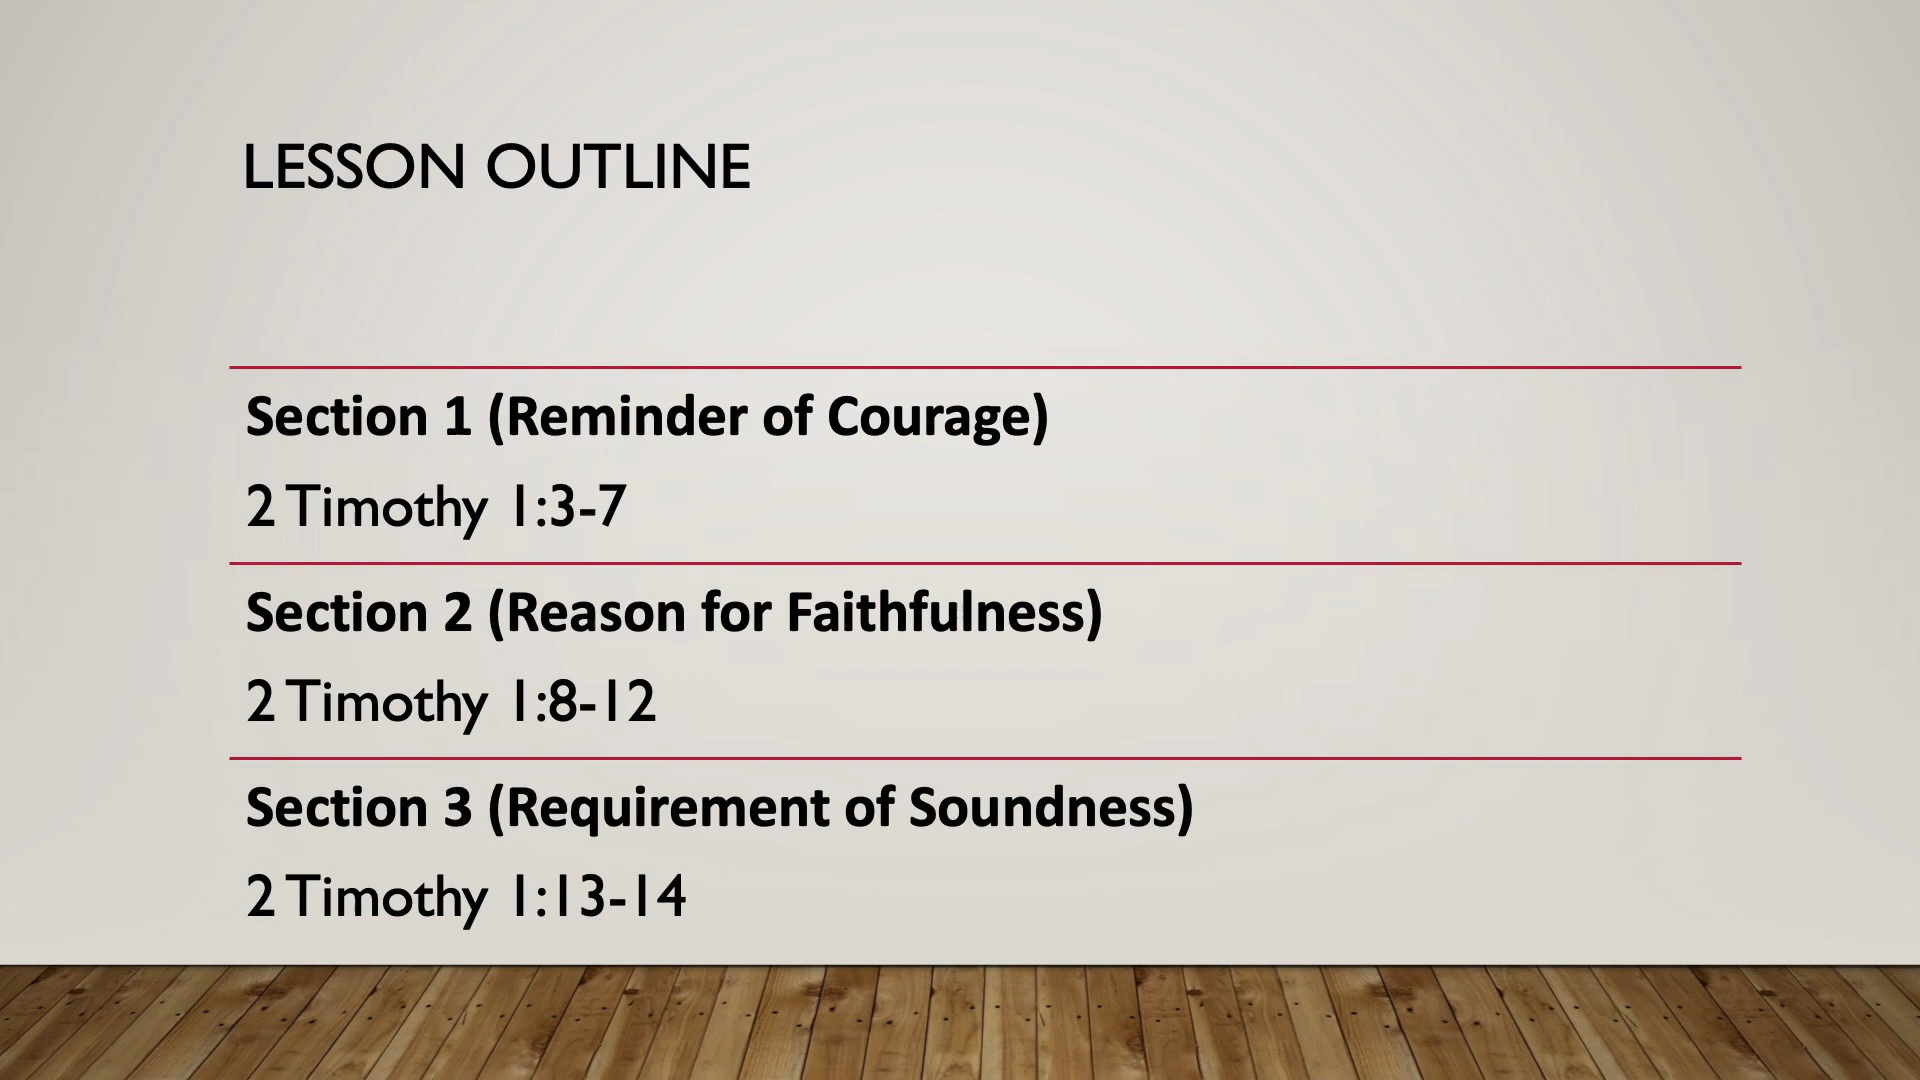 LESSON OUTLINE
Section 1 (Reminder of Courage)
2 Timothy 1:3-7
Section 2 (Reason for Faithfulness)
2 Timothy 1:8-12
Section 3 (Requirement of Soundness)
2 Timothy 1:13-14